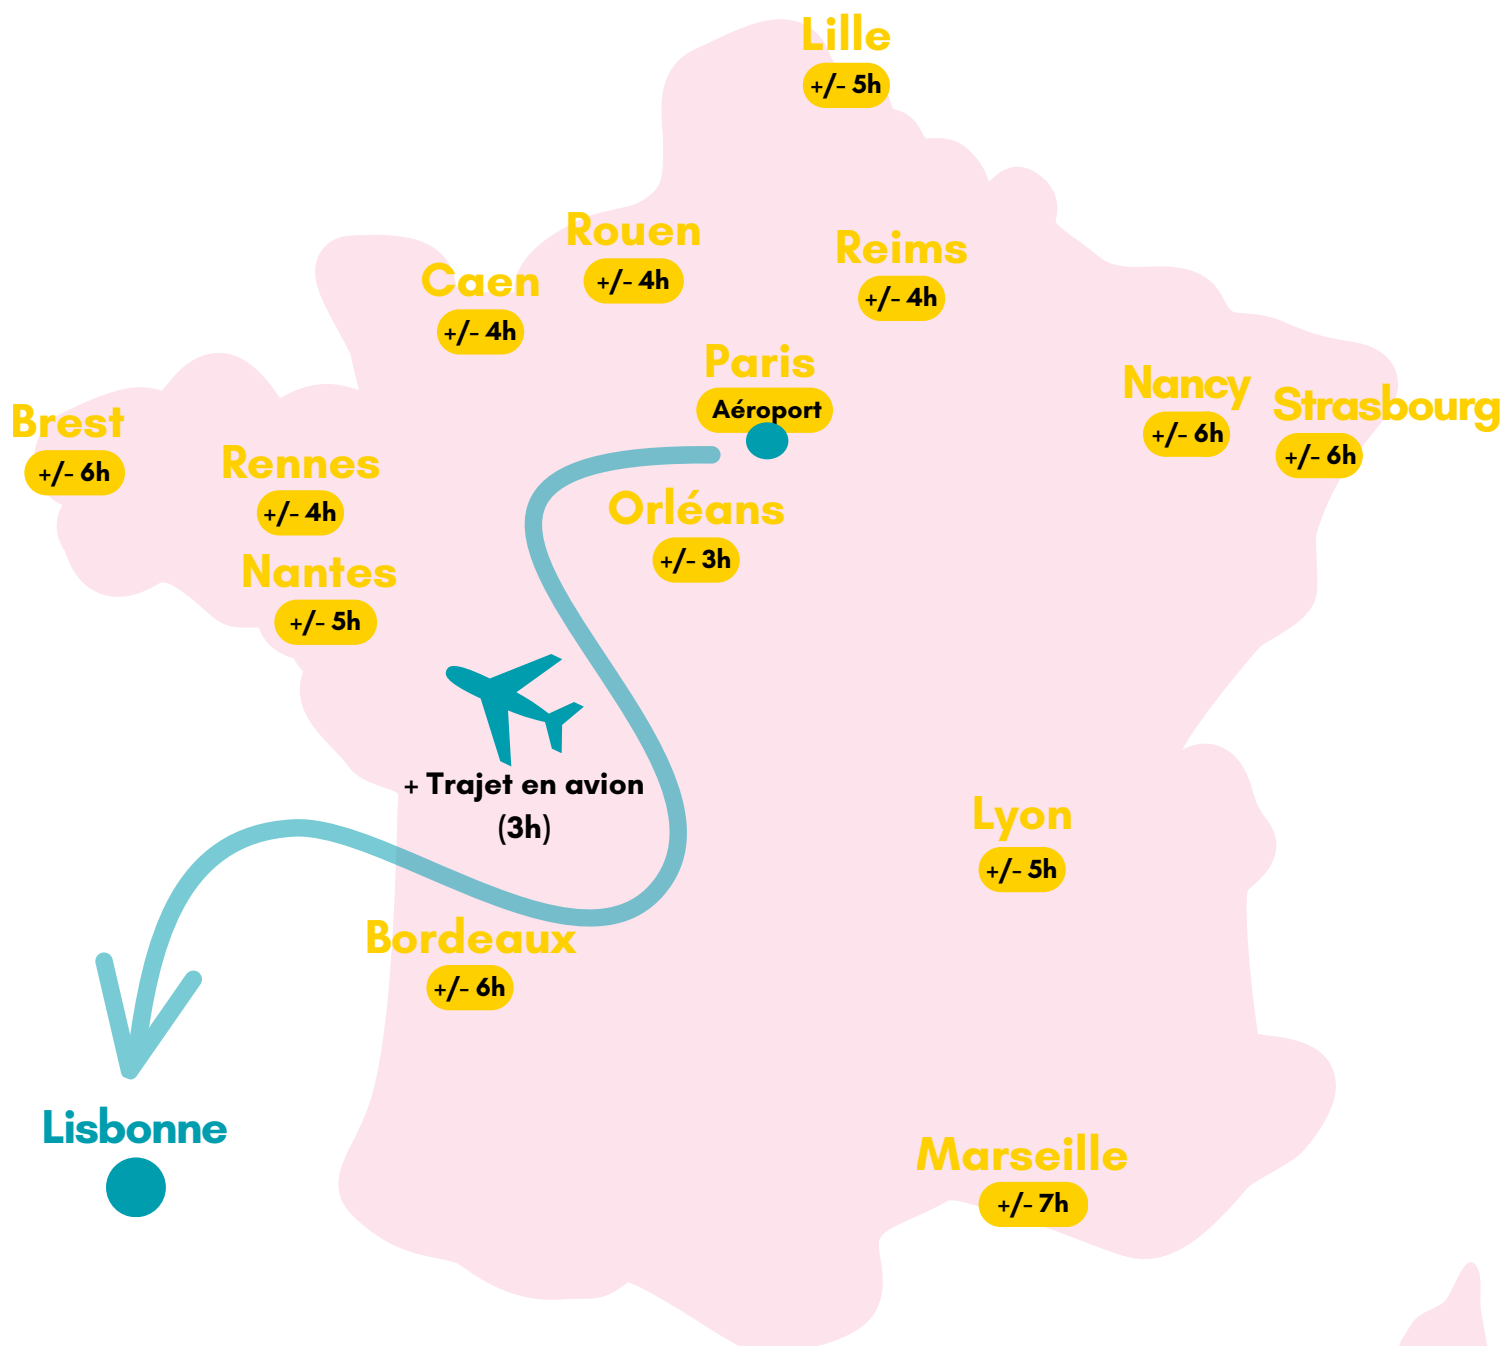 Lille
+/- 5h
Rouen
+/- 4h
Reims
+/- 4h
Caen
+/- 4h
Paris
Aéroport
Nancy
+/- 6h
Strasbourg
+/- 6h
Brest
+/- 6h
Rennes
+/- 4h
Orléans
+/- 3h
Nantes
+/- 5h
+ Trajet en avion
(3h)
Lyon
+/- 5h
Bordeaux
+/- 6h
Lisbonne
Marseille
+/- 7h